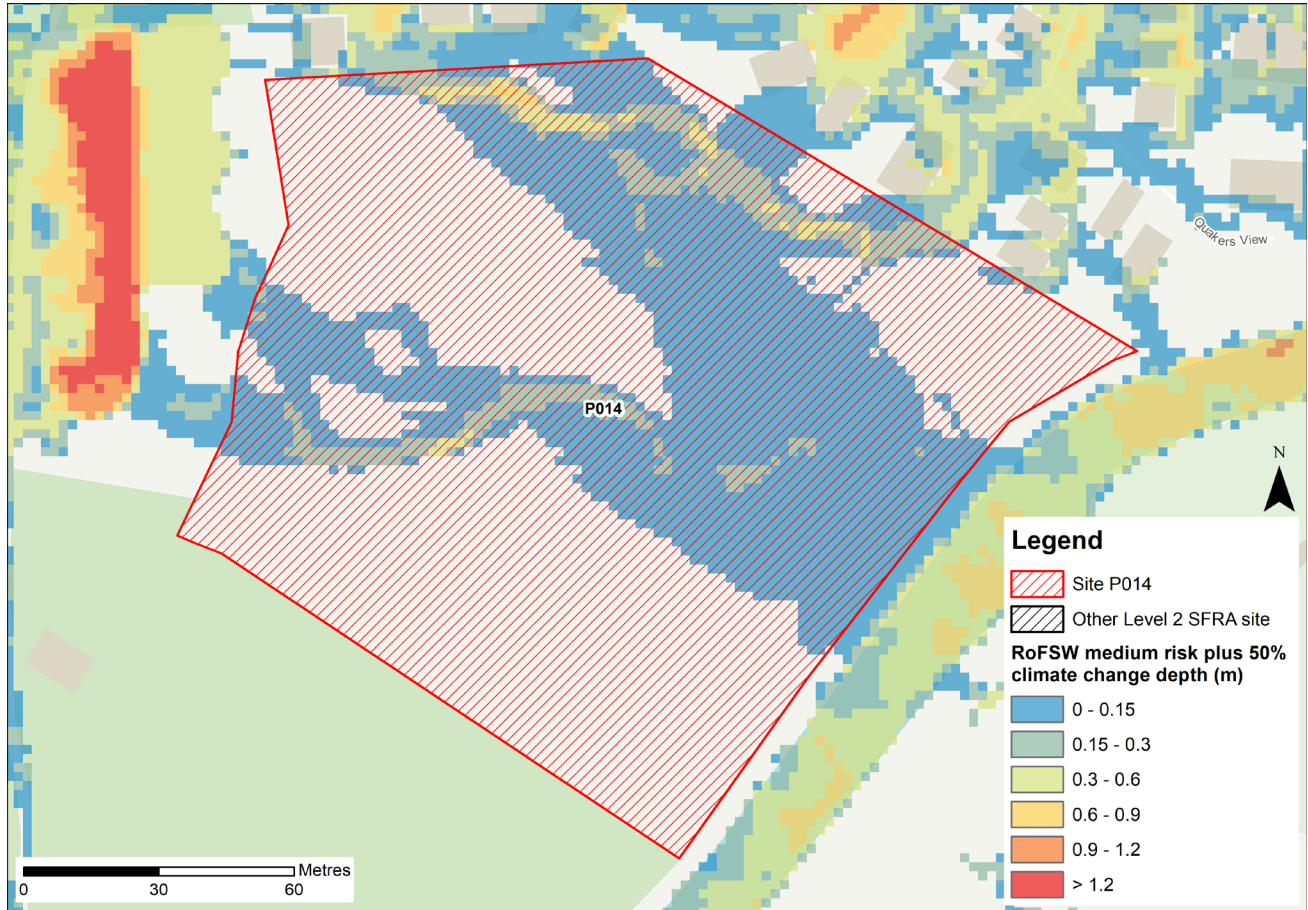 Quakers View
P014
N
Legend
Site P014
Other Level 2 SFRA site
RoFSW medium risk plus 50%
climate change depth (m)
0 - 0.15
0.15 - 0.3
0.3 - 0.6
0.6 - 0.9
0.9 - 1.2
> 1.2
Metres
0 30 60